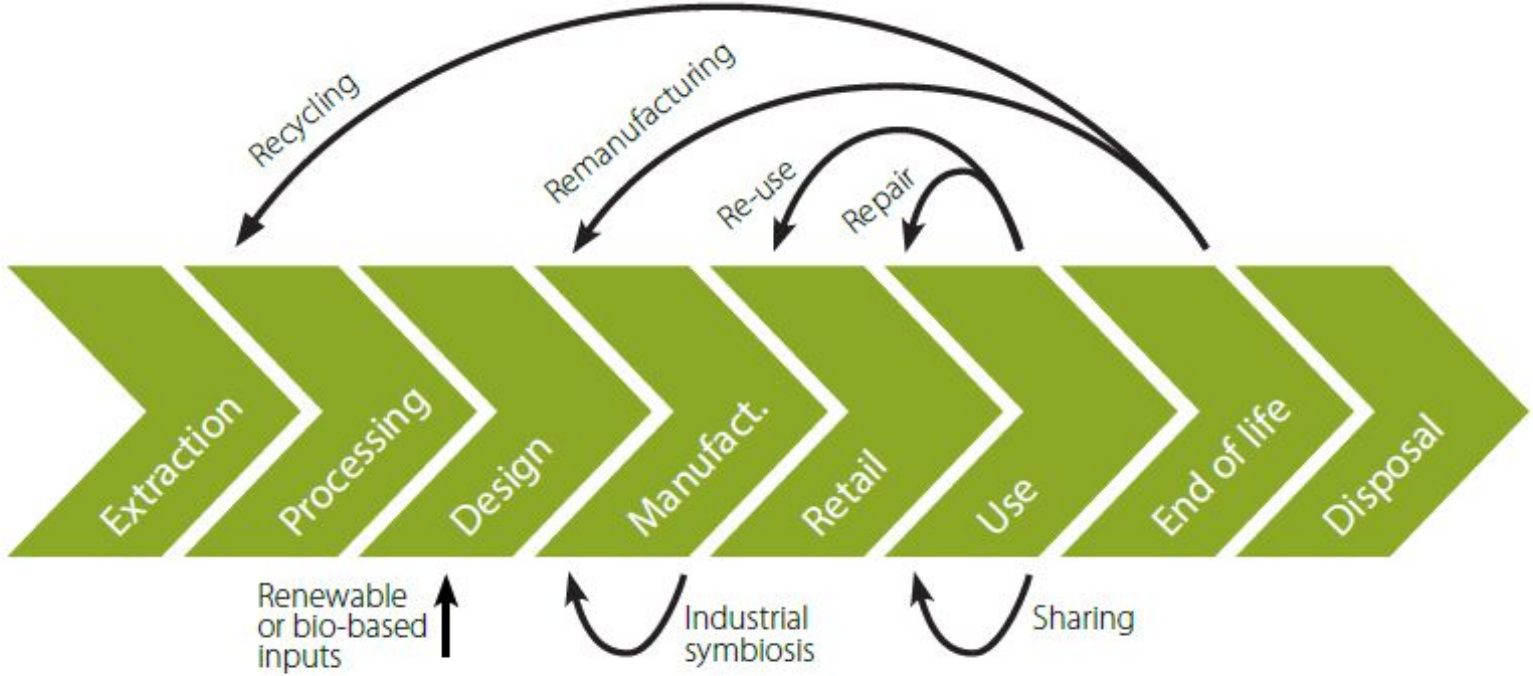 Recycling
Remanufacturing
Re-use
Repair
Extraction
Processing
Design
Manufact.
Retail
Use
End of life
Disposal
Renewable
or bio-based
inputs
Industrial
symbiosis
Sharing